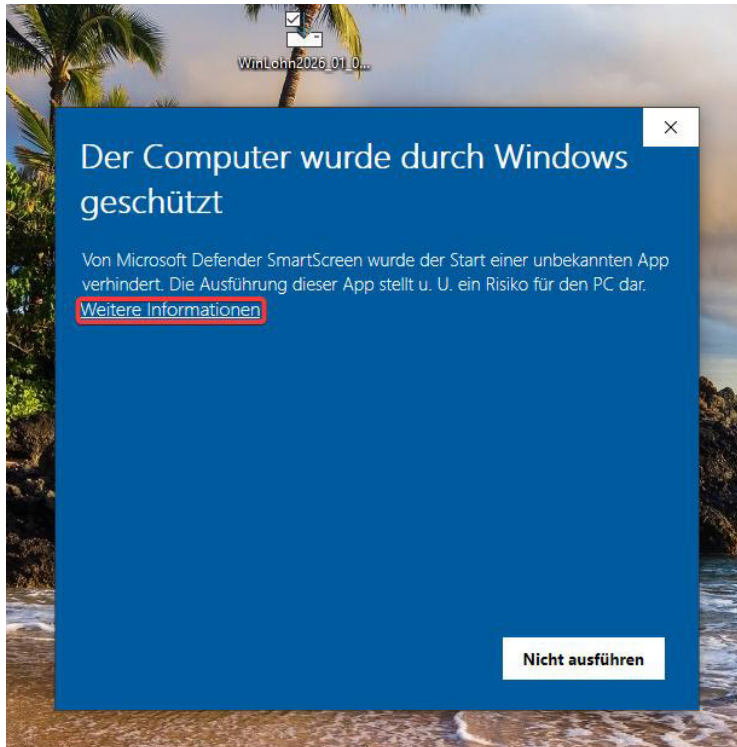 WinLohn2026_01_0...
Der Computer wurde durch Windows
geschützt
Von Microsoft Defender SmartScreen wurde der Start einer unbekannten App
verhindert. Die Ausführung dieser App stellt u. U. ein Risiko für den PC dar.
Weitere Informationen
Nicht ausführen